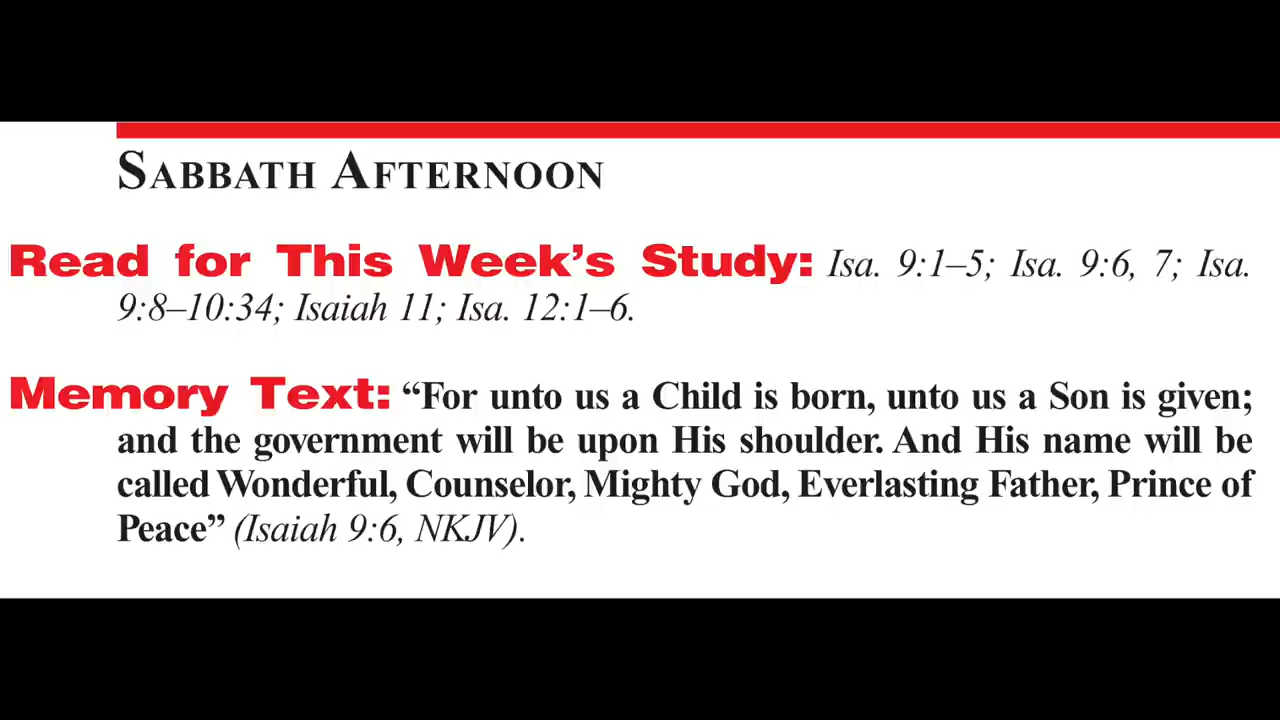 SABBATH AFTERNOON
Read for This Week’s Study: Isa. 9:1–5; Isa. 9:6, 7; Isa.
9:8–10:34; Isaiah 11; Isa. 12:1–6.
Memory Text: “For unto us a Child is born, unto us a Son is given;
and the government will be upon His shoulder. And His name will be
called Wonderful, Counselor, Mighty God, Everlasting Father, Prince of
Peace” (Isaiah 9:6, NKJV).